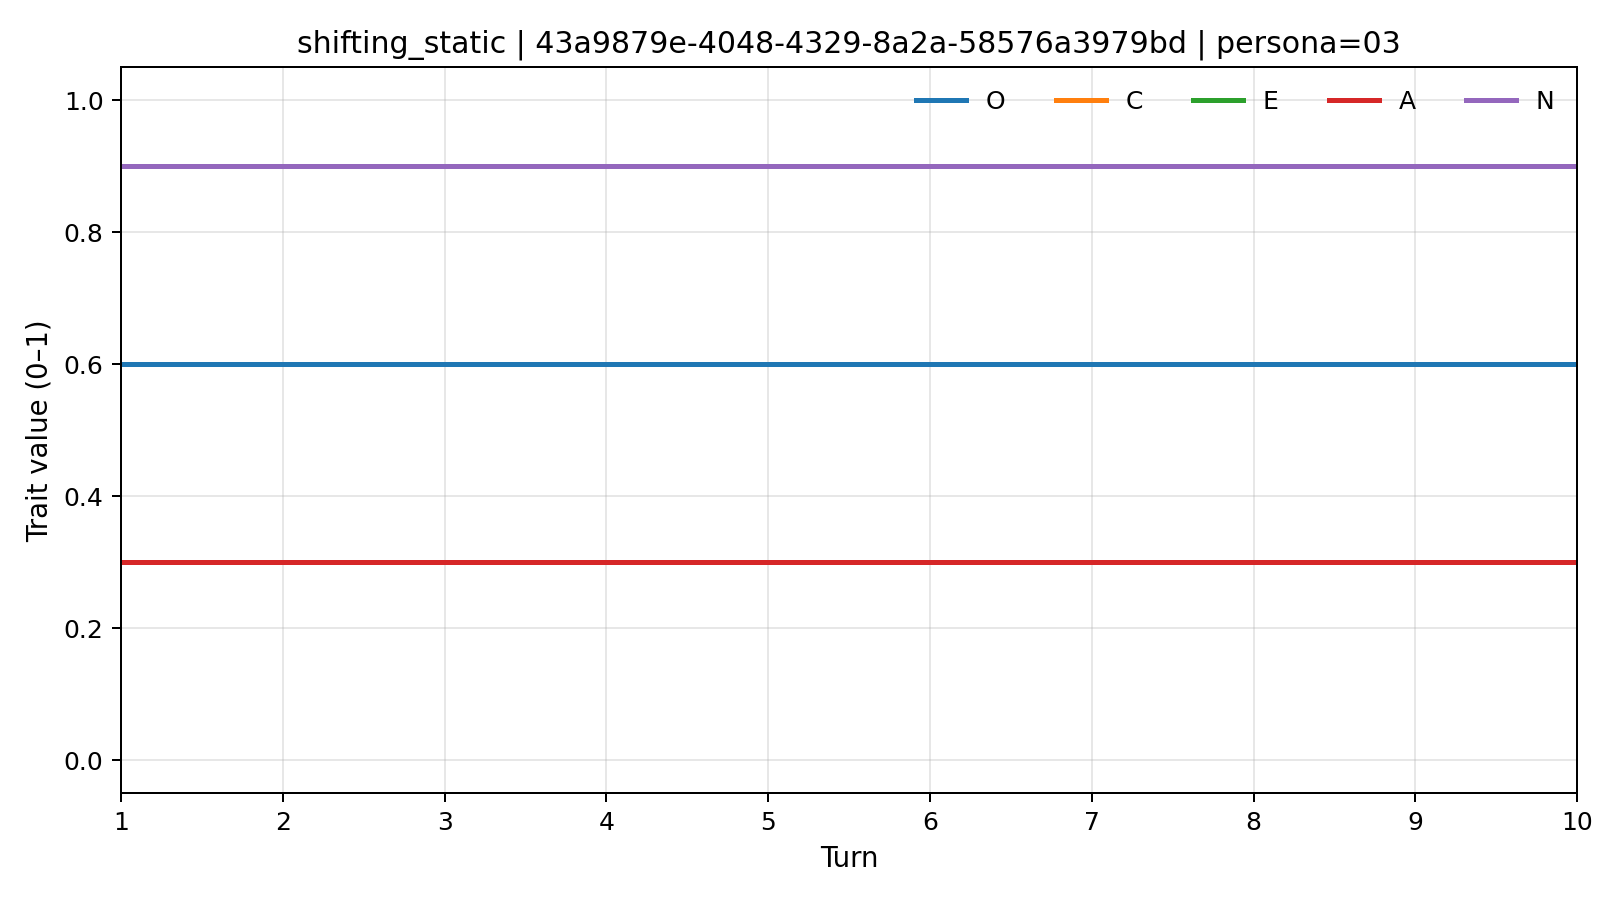 shifting_static | 43a9879e-4048-4329-8a2a-58576a3979bd | persona=03
O C E A N
1.0
0.8
0.6
0.4
0.2
0.0
Trait value (0–1)
1 2 3 4 5 6 7 8 9 10
Turn